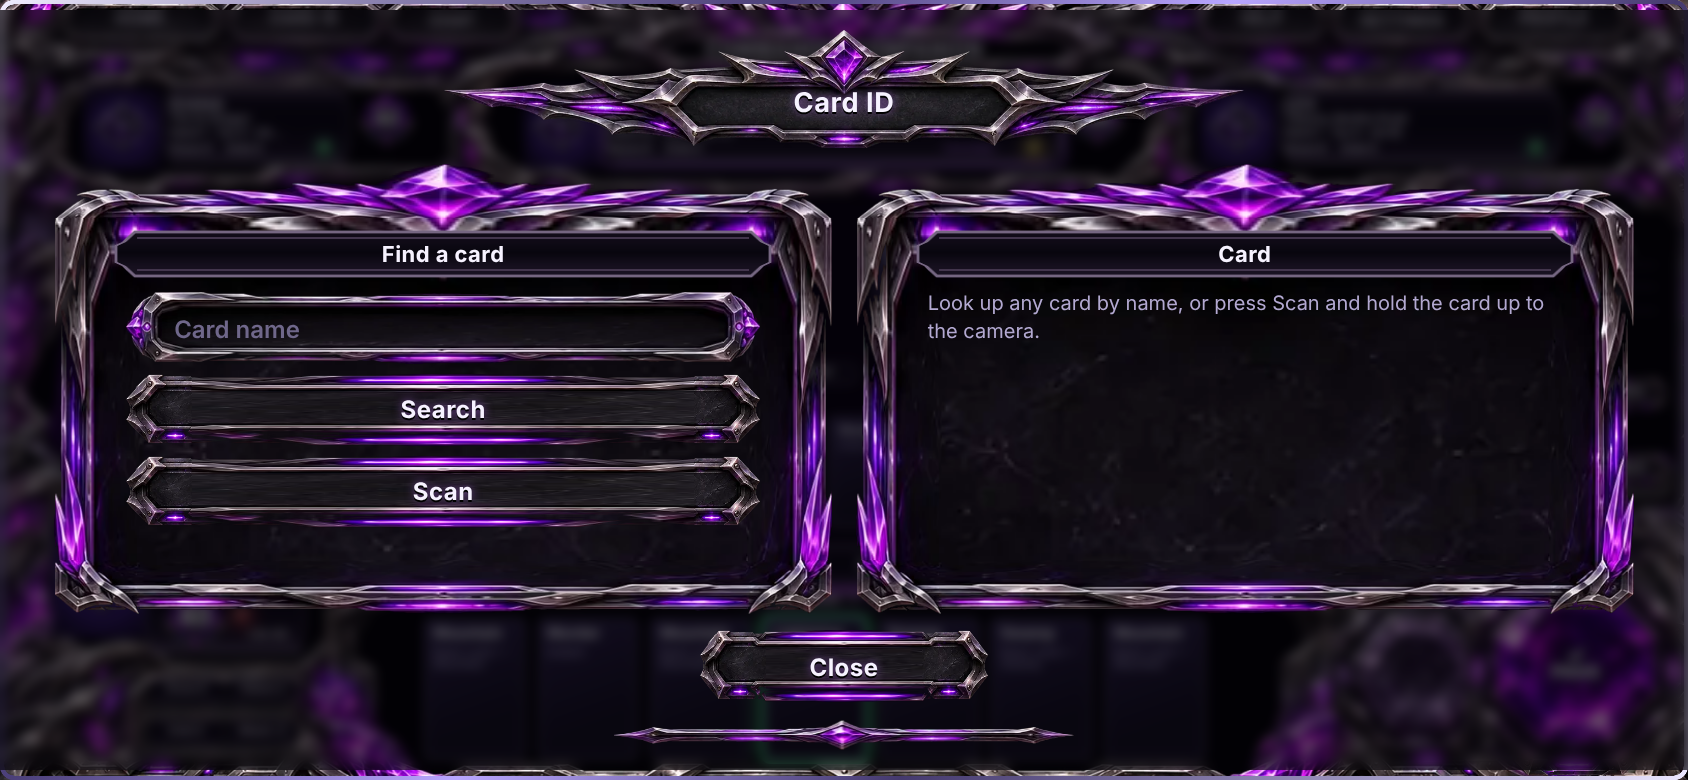 Card ID
Find a card
Card name
Search
Scan
Card
Look up any card by name, or press Scan and hold the card up to
the camera.
Close